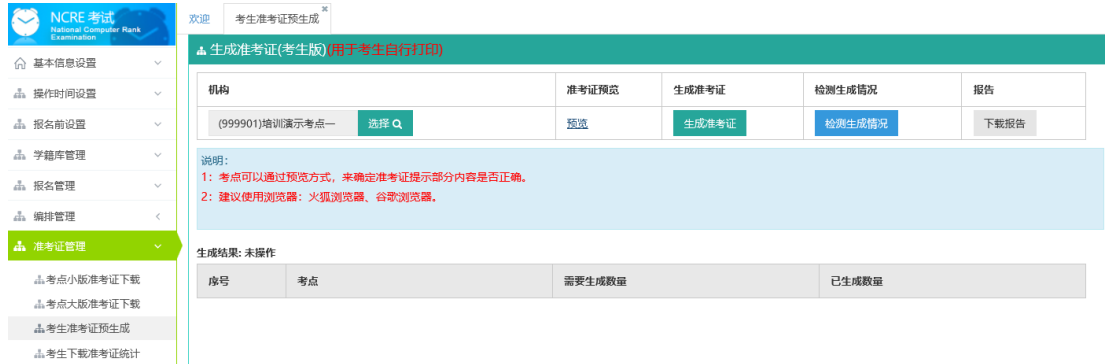 NCRE 考试
National Computer Rank
Examination
基本信息设置
操作时间设置
报名前设置
学籍库管理
报名管理
编排管理
准考证管理
考点小版准考证下载
考点大版准考证下载
考生准考证预生成
考生下载准考证统计
欢迎 考生准考证预生成
生成准考证(考生版)(用于考生自行打印)
机构 准考证预览 生成准考证 检测生成情况 报告
(999901)培训演示考点一 选择 预览 生成准考证 检测生成情况 下载报告
说明:
1：考点可以通过预览方式，来确定准考证提示部分内容是否正确。
2：建议使用浏览器：火狐浏览器、谷歌浏览器。
生成结果: 未操作
序号 考点 需要生成数量 已生成数量